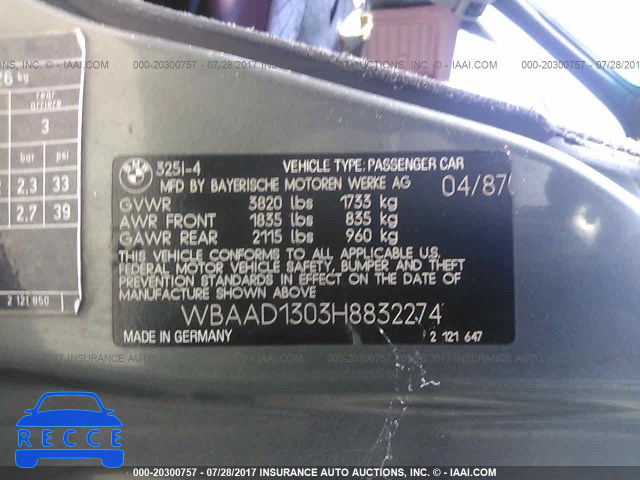 000-20300757 - 07/28/2017 INSURANCE AUTO AUCTIONS, INC. - © IAAI.COM
26 kg
rear
arriere
3
bar psi
2.3 33
2.7 39
2 121 050
BMW 325i-4 VEHICLE TYPE: PASSENGER CAR
MFD BY BAYERISCHE MOTOREN WERKE AG 04/87
GVWR 3820 lbs 1733 kg
AWR FRONT 1835 lbs 835 kg
GAWR REAR 2115 lbs 960 kg
THIS VEHICLE CONFORMS TO ALL APPLICABLE U.S.
FEDERAL MOTOR VEHICLE SAFETY, BUMPER AND THEFT
PREVENTION STANDARDS IN EFFECT ON THE DATE OF
MANUFACTURE SHOWN ABOVE
WBAAD1303H8832274
MADE IN GERMANY 2 121 647
RECCE
000-20300757 - 07/28/2017 INSURANCE AUTO AUCTIONS, INC. - © IAAI.COM